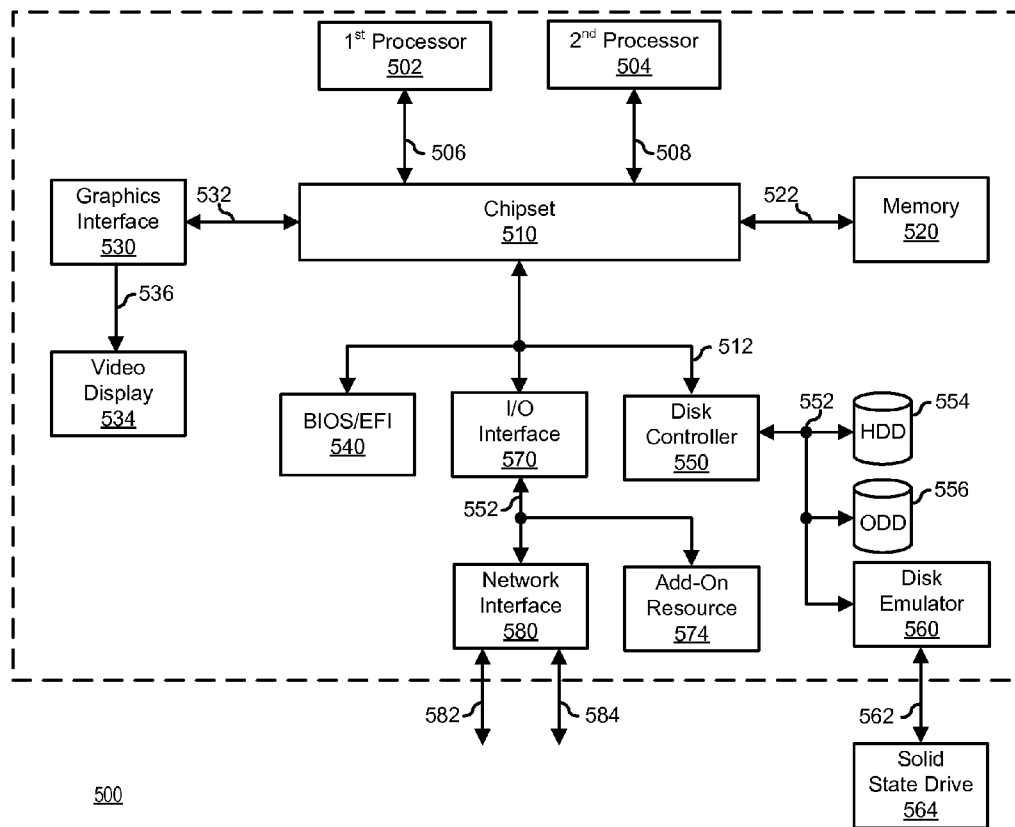 1st Processor
502
2nd Processor
504
506
508
Graphics
Interface
530
532
Chipset
510
522
Memory
520
536
Video
Display
534
512
BIOS/EFI
540
I/O
Interface
570
Disk
Controller
550
552
554
HDD
556
ODD
552
Network
Interface
580
Add-On
Resource
574
Disk
Emulator
560
582
584
562
Solid
State Drive
564
500